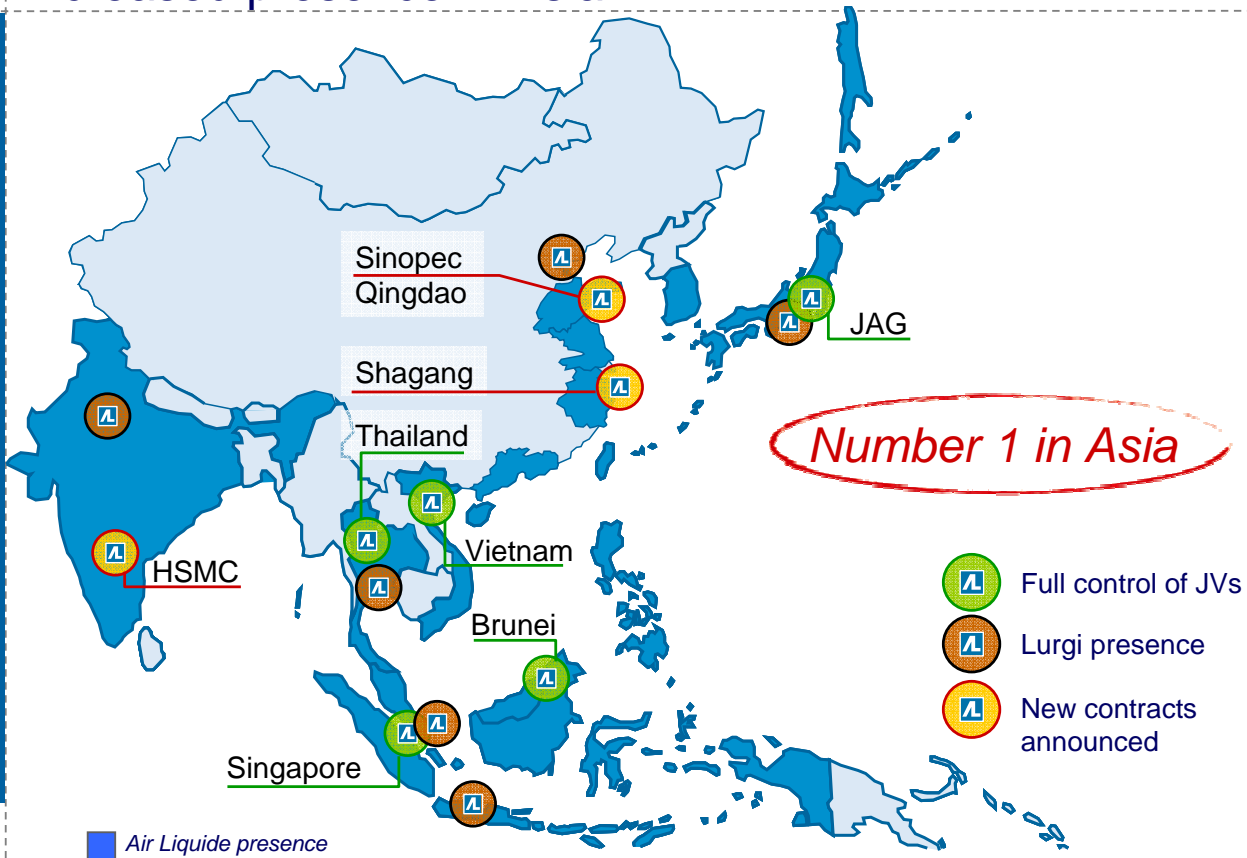 Sinopec
Qingdao
JAG
Shagang
Thailand
Number 1 in Asia
Vietnam
HSMC
Full control of JVs
Brunei
Lurgi presence
New contracts
announced
Singapore
Air Liquide presence